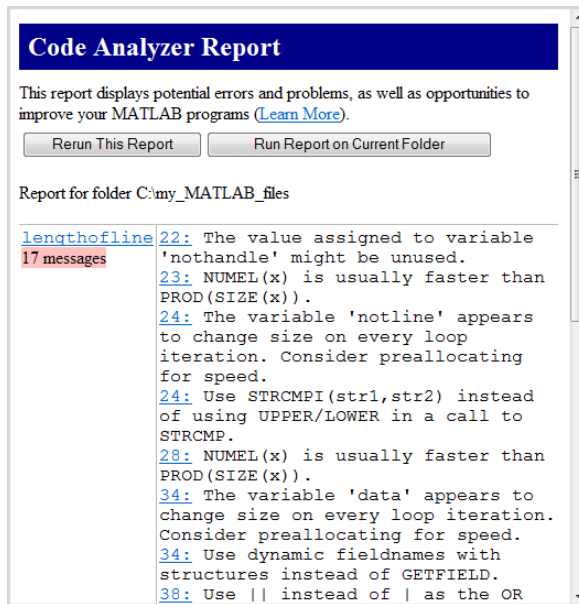 Code Analyzer Report
This report displays potential errors and problems, as well as opportunities to
improve your MATLAB programs (Learn More).
Rerun This Report
Run Report on Current Folder
Report for folder C:\my_MATLAB_files
lengthofline
17 messages
22: The value assigned to variable
'nothandle' might be unused.
23: NUMEL(x) is usually faster than
PROD(SIZE(x)).
24: The variable 'notline' appears
to change size on every loop
iteration. Consider preallocating
for speed.
24: Use STRCMPI(str1,str2) instead
of using UPPER/LOWER in a call to
STRCMP.
28: NUMEL(x) is usually faster than
PROD(SIZE(x)).
34: The variable 'data' appears to
change size on every loop iteration.
Consider preallocating for speed.
34: Use dynamic fieldnames with
structures instead of GETFIELD.
38: Use || instead of | as the OR